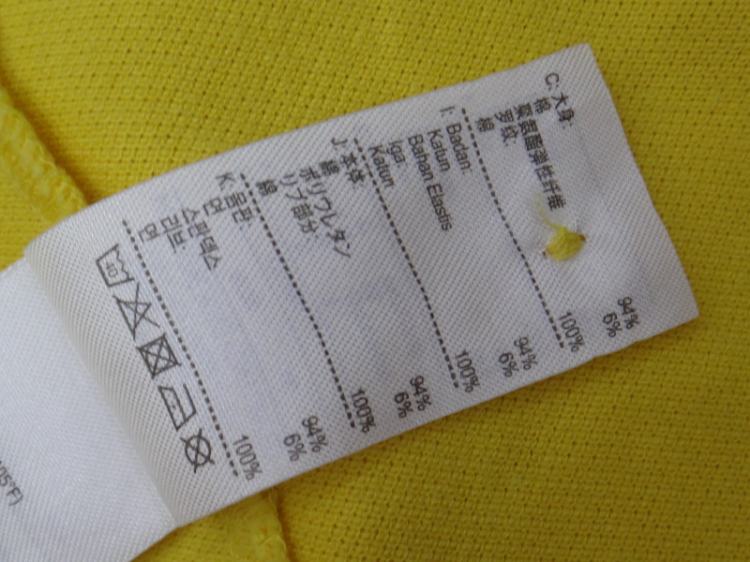 C: 大身:
棉 94%
聚氨酯弹性纤维 6%
罗纹:
棉 100%
I: Badan:
Katun 94%
Bahan Elastis 6%
Iga:
Katun 100%
J: 本体:
綿 94%
ポリウレタン 6%
リブ部分:
綿 100%
K: 몸판:
면 94%
스판덱스 6%
리브:
면 100%
40
05°F)